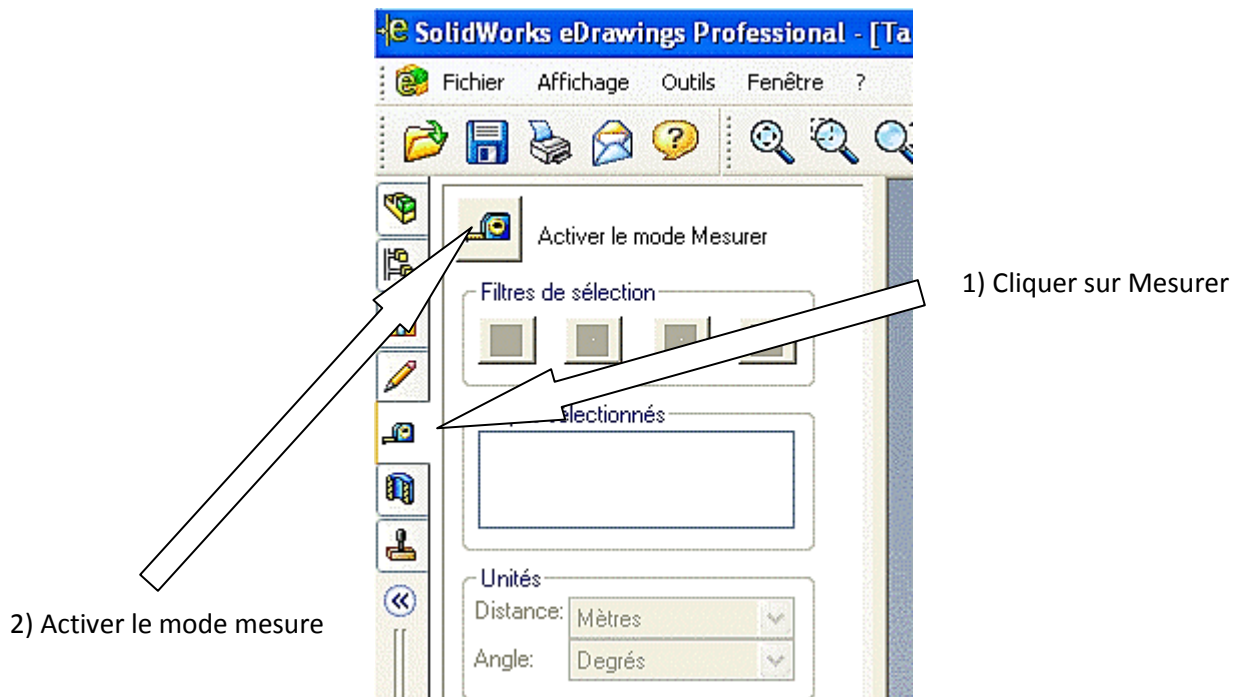 SolidWorks eDrawings Professional - [Ta
Fichier Affichage Outils Fenêtre ?
Activer le mode Mesurer
Filtres de sélection
1) Cliquer sur Mesurer
électionnés
Unités
Distance: Mètres
2) Activer le mode mesure
Angle: Degrés